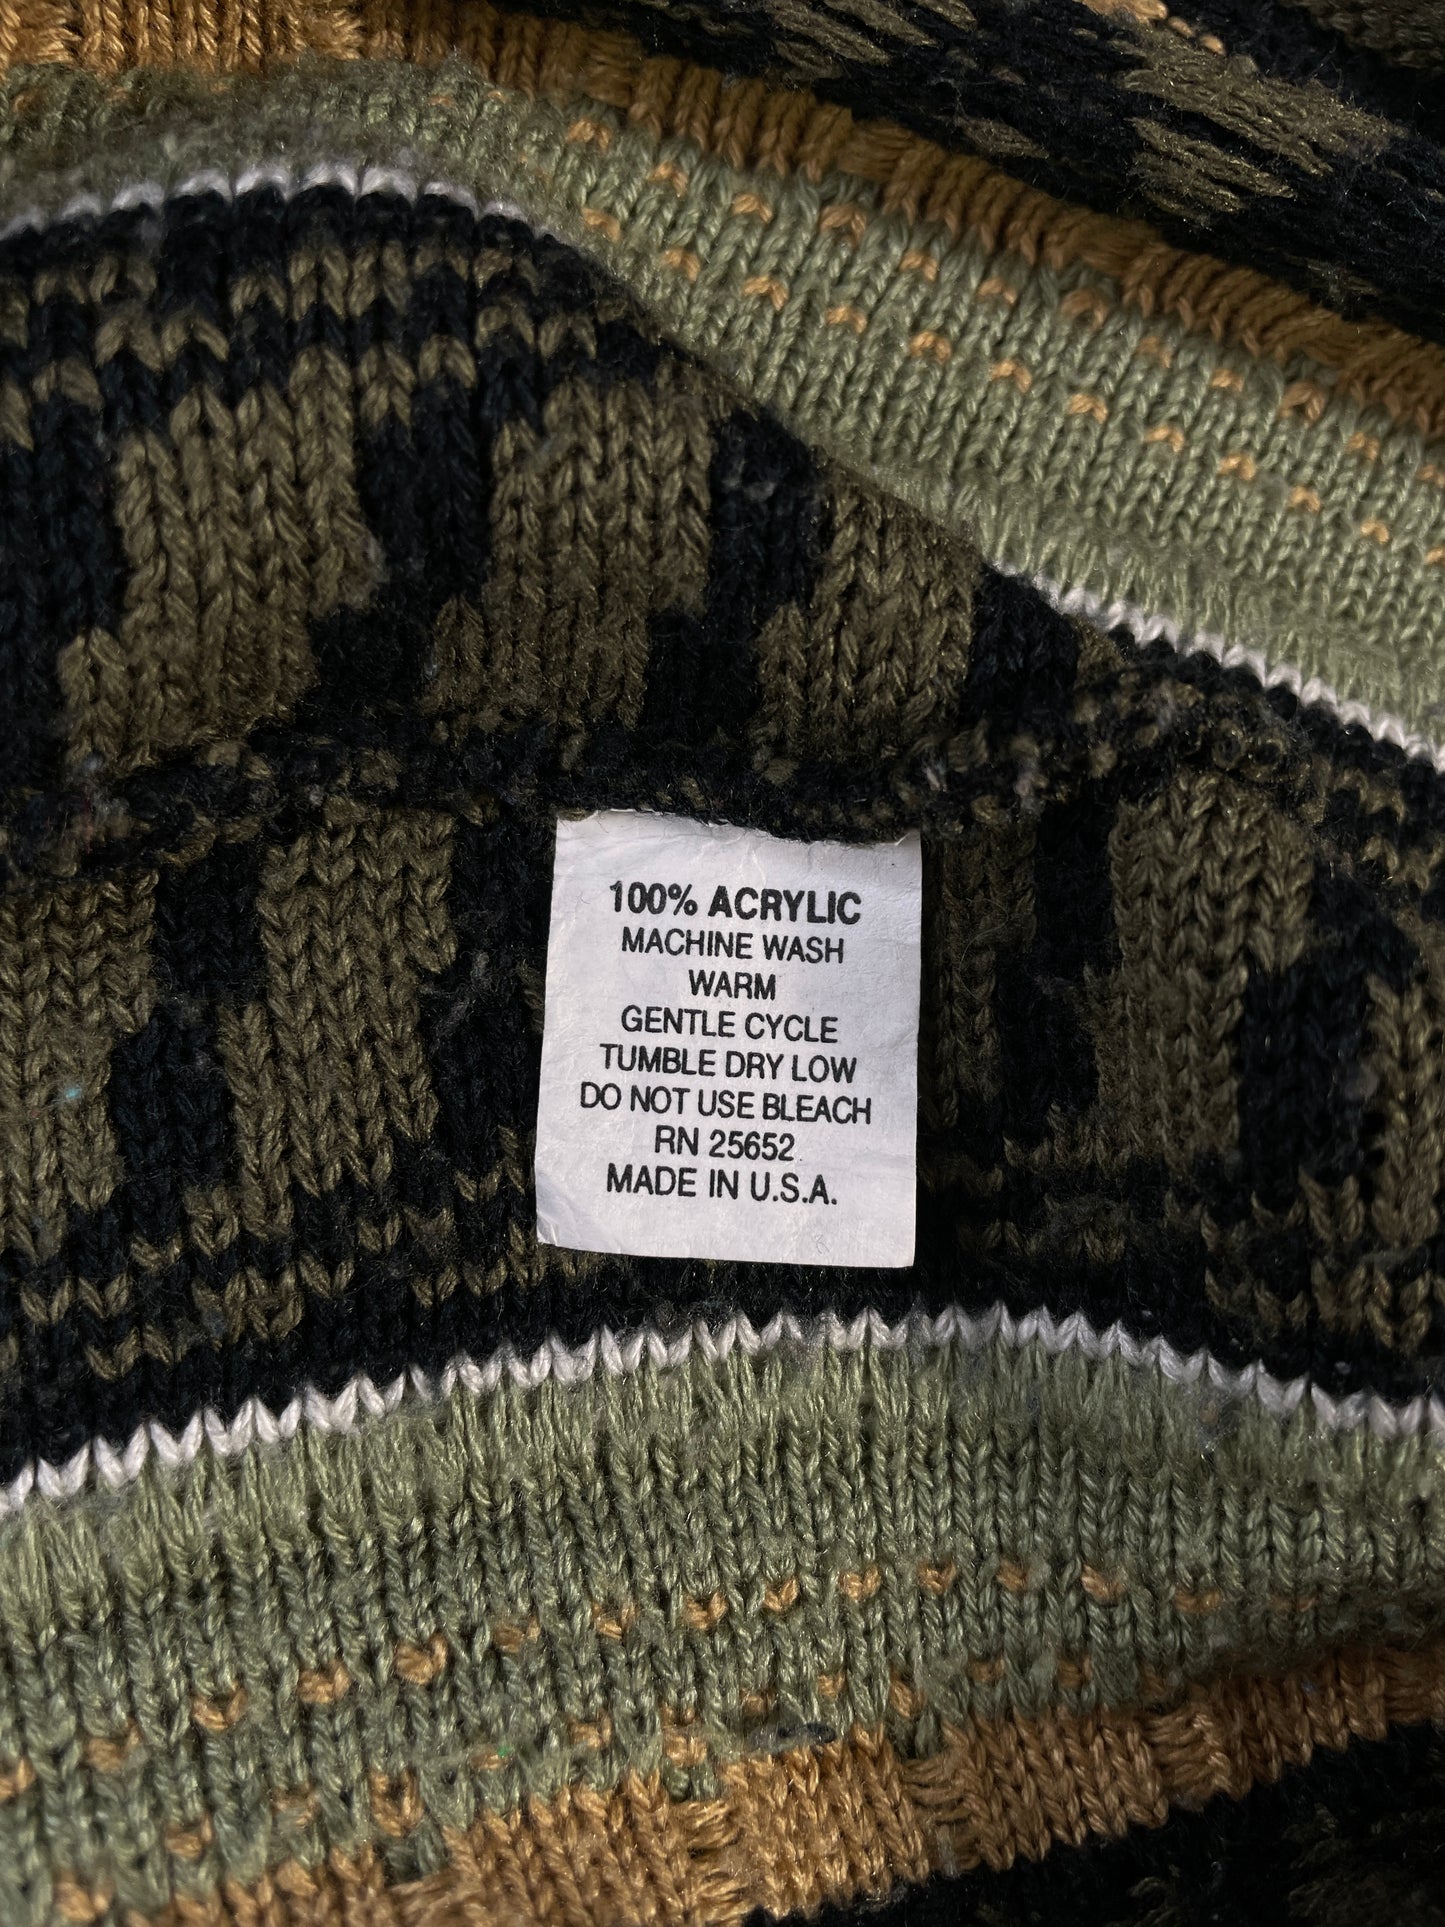 100% ACRYLIC
MACHINE WASH
WARM
GENTLE CYCLE
TUMBLE DRY LOW
DO NOT USE BLEACH
RN 25652
MADE IN U.S.A.